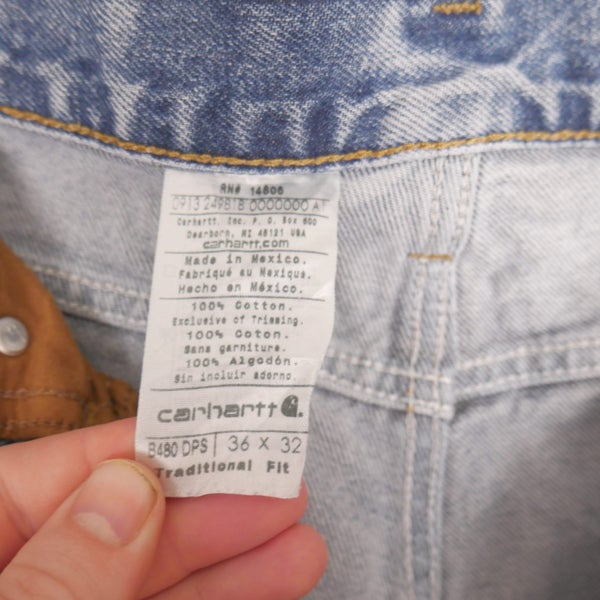 RN# 14806
0913 249818 0000000 A1
Carhartt, Inc. P. O. Box 600
Dearborn, MI 48121 USA
carhartt.com
Made in Mexico.
Fabriqué au Mexique.
Hecho en México.
100% Cotton.
Exclusive of Trimming.
100% Coton.
Sans garniture.
100% Algodón.
Sin incluir adorno.
carhartt
B480 DPS | 36 X 32
Traditional Fit